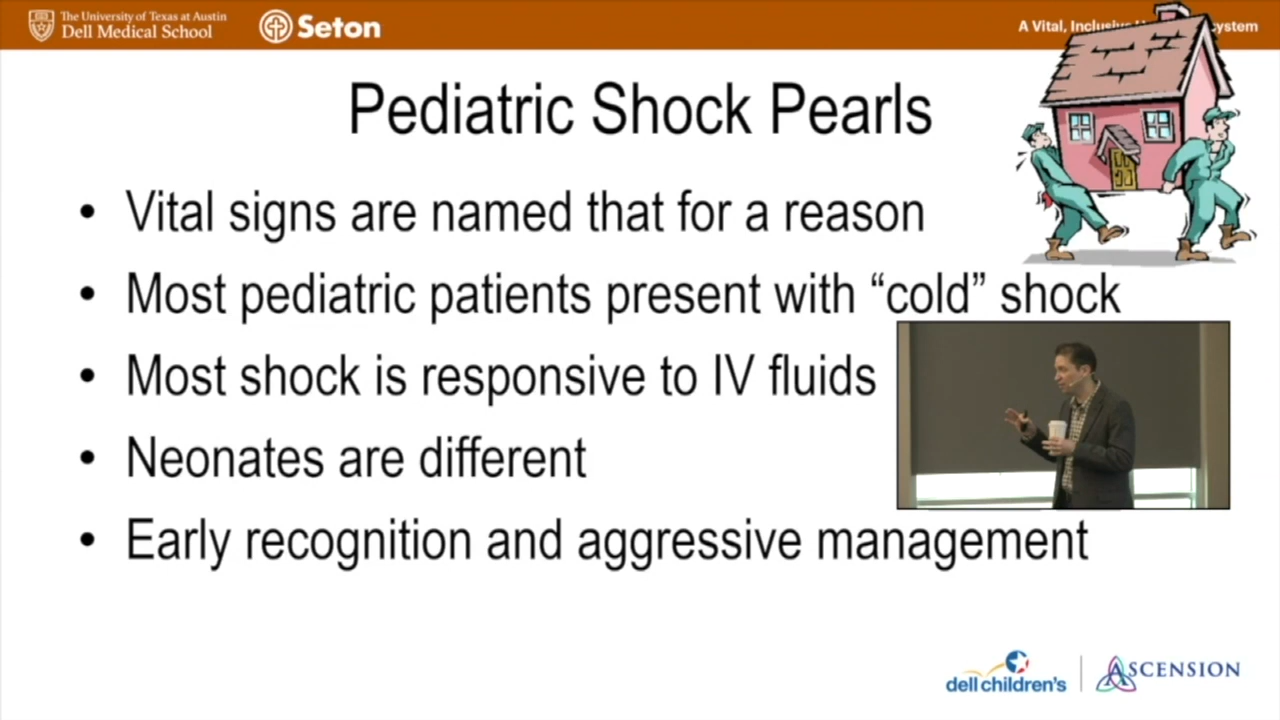 The University of Texas at Austin
Dell Medical School
Seton
A Vital, Inclusive
Pediatric Shock Pearls
• Vital signs are named that for a reason
• Most pediatric patients present with “cold” shock
• Most shock is responsive to IV fluids
• Neonates are different
• Early recognition and aggressive management
dell children's
ASCENSION